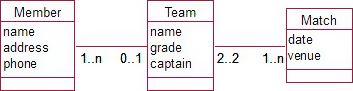 Member
name
address
phone
1..n 0..1
Team
name
grade
captain
2..2 1..n
Match
date
venue